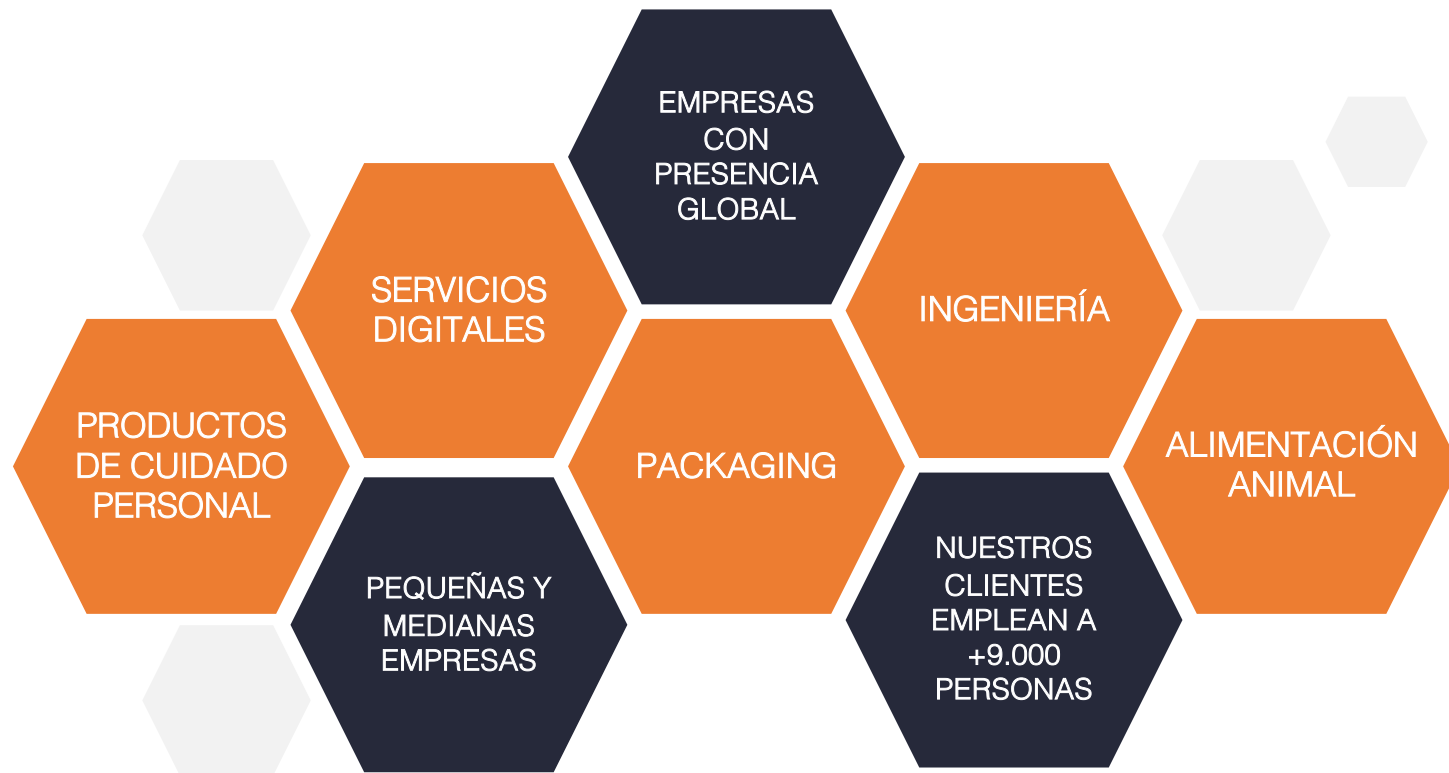 EMPRESAS
CON
PRESENCIA
GLOBAL
SERVICIOS
DIGITALES
INGENIERÍA
PRODUCTOS
DE CUIDADO
PERSONAL
PACKAGING
ALIMENTACIÓN
ANIMAL
PEQUEÑAS Y
MEDIANAS
EMPRESAS
NUESTROS
CLIENTES
EMPLEAN A
+9.000
PERSONAS